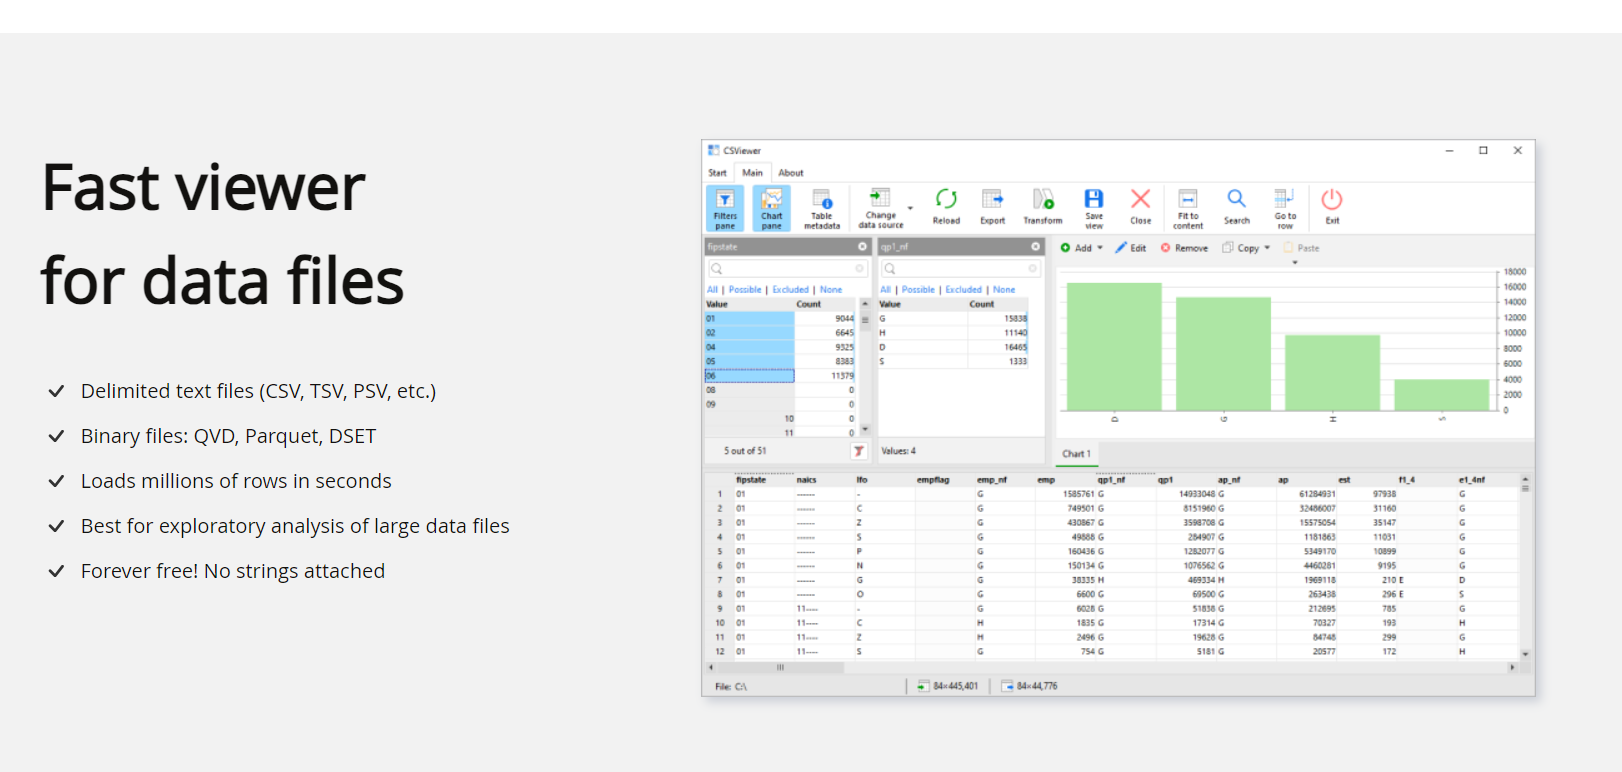 Fast viewer
for data files
Delimited text files (CSV, TSV, PSV, etc.)
Binary files: QVD, Parquet, DSET
Loads millions of rows in seconds
Best for exploratory analysis of large data files
Forever free! No strings attached
CSViewer
Start Main About
Filters pane Chart pane Table metadata Change data source Reload Export Transform Save view Close Fit to content Search Go to row Exit
fipstate
All | Possible | Excluded | None
Value Count
01 9044
02 6645
04 9325
05 8383
06 11379
08 0
09 0
10 0
11 0
5 out of 51
qp1_nf
All | Possible | Excluded | None
Value Count
G 15838
H 11140
D 16465
S 1333
Values: 4
Add Edit Remove Copy Paste
18000
16000
14000
12000
10000
8000
6000
4000
2000
0
D G H S
Chart 1
fipstate naics lfo empflag emp_nf emp qp1_nf qp1 ap_nf ap est f1_4 e1_4nf
1 01 ------ - G 1585761 G 14933048 G 61284931 97938 G
2 01 ------ C G 749501 G 8151960 G 32486007 31160 G
3 01 ------ Z G 430867 G 3598708 G 15575054 35147 G
4 01 ------ S G 49888 G 284907 G 1181863 11031 G
5 01 ------ P G 160436 G 1282077 G 5349170 10899 G
6 01 ------ N G 150134 G 1076562 G 4460281 9195 G
7 01 ------ G G 38335 H 469334 H 1969118 210 E D
8 01 ------ O G 6600 G 69500 G 263438 296 E S
9 01 11---- - G 6028 G 51838 G 212695 785 G
10 01 11---- C H 1835 G 17314 G 70327 193 H
11 01 11---- Z H 2496 G 19628 G 84748 299 G
12 01 11---- S G 754 G 5181 G 20577 172 H
File: C:\ 84×445,401 84×44,776